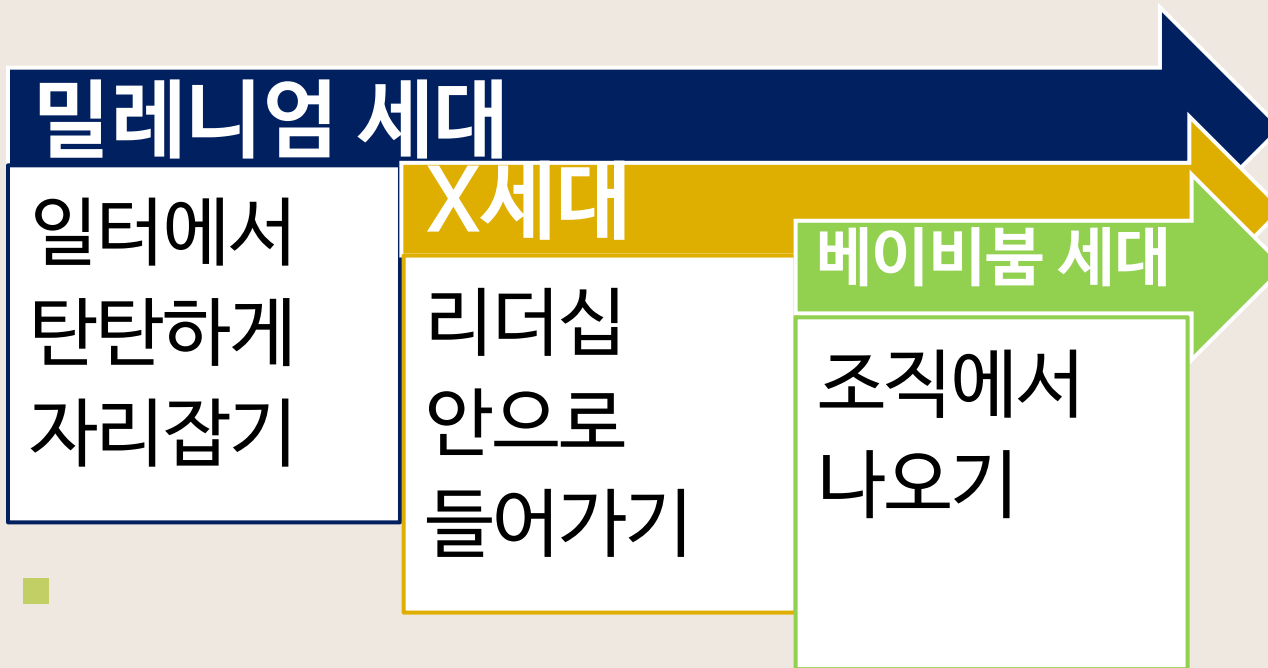 밀레니엄 세대
일터에서
탄탄하게
자리잡기
X세대
리더십
안으로
들어가기
베이비붐 세대
조직에서
나오기